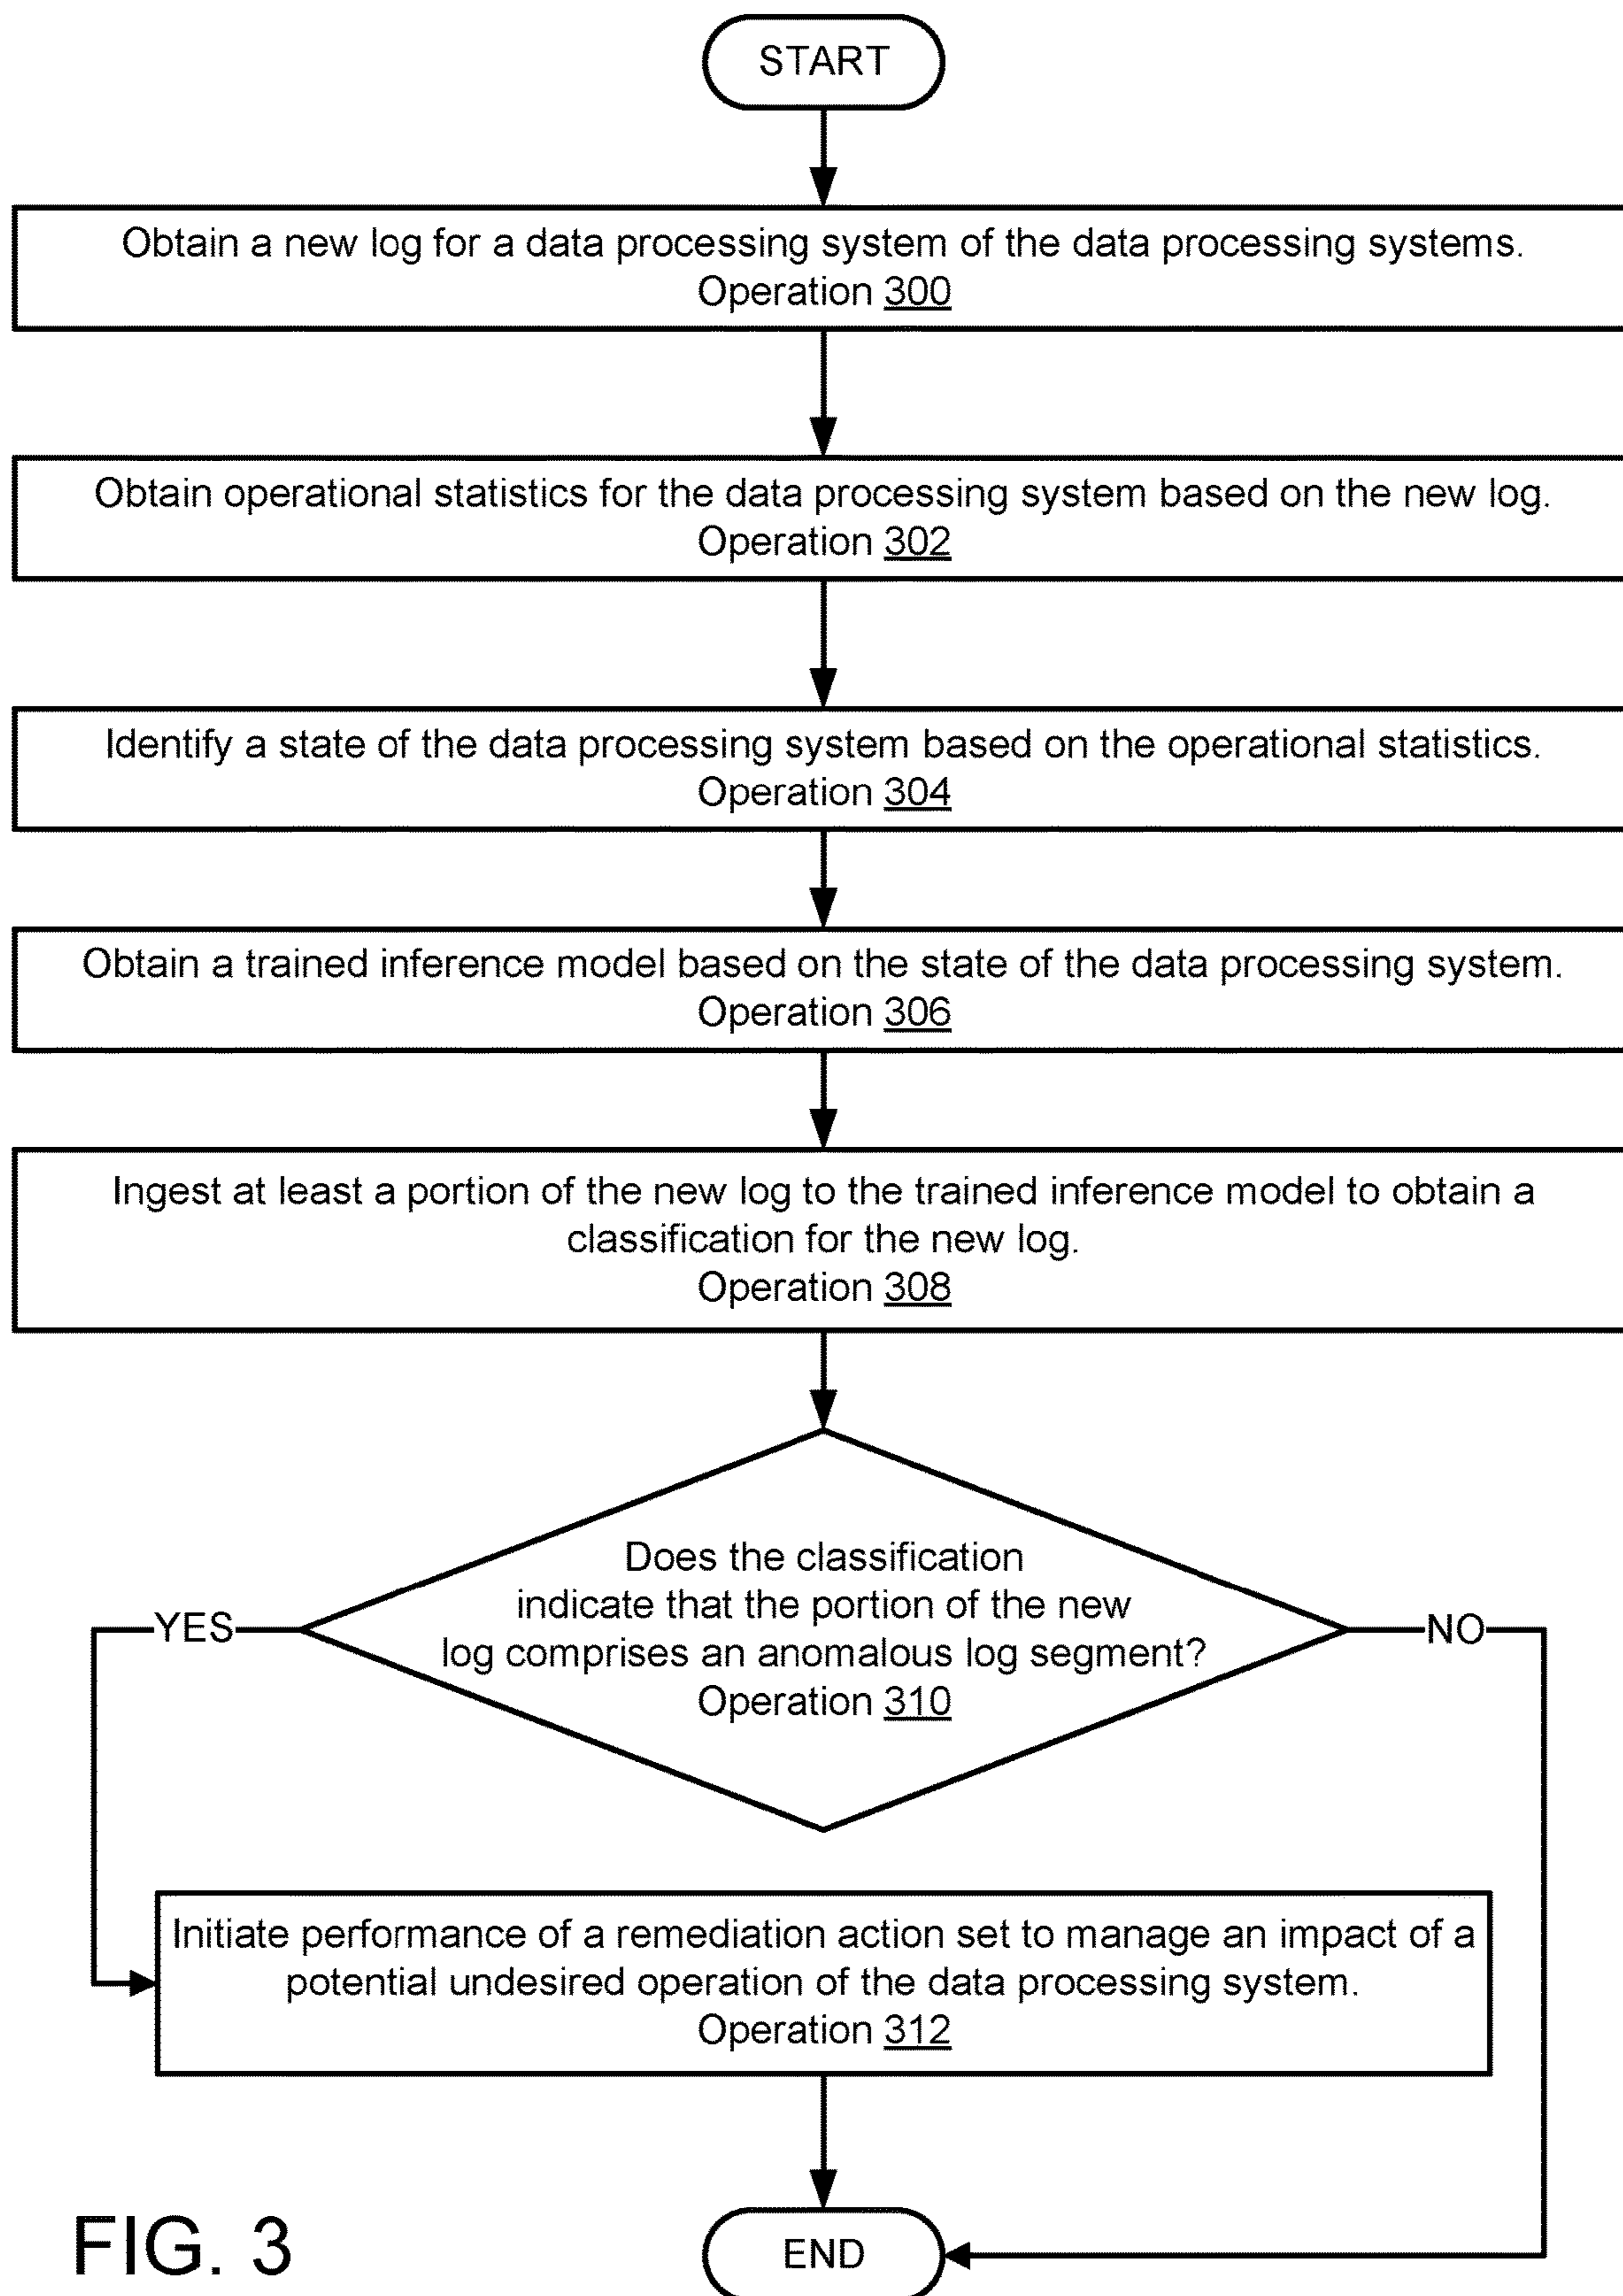 START
Obtain a new log for a data processing system of the data processing systems.
Operation 300
Obtain operational statistics for the data processing system based on the new log.
Operation 302
Identify a state of the data processing system based on the operational statistics.
Operation 304
Obtain a trained inference model based on the state of the data processing system.
Operation 306
Ingest at least a portion of the new log to the trained inference model to obtain a
classification for the new log.
Operation 308
Does the classification
indicate that the portion of the new
log comprises an anomalous log segment?
Operation 310
YES
NO
Initiate performance of a remediation action set to manage an impact of a
potential undesired operation of the data processing system.
Operation 312
END
FIG. 3